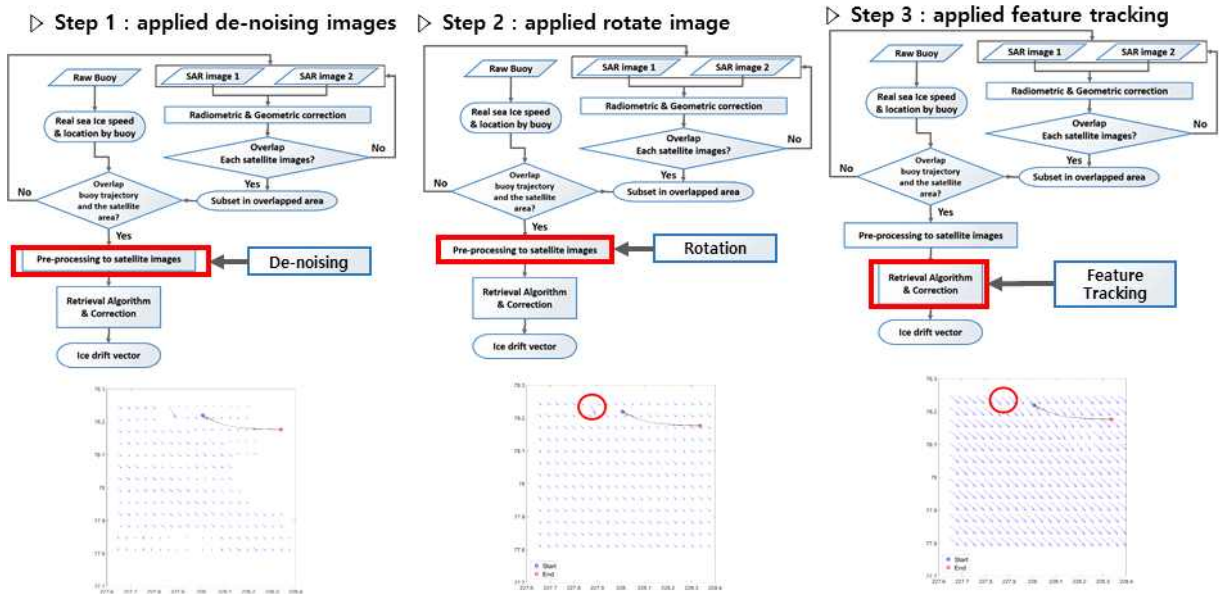 ▷ Step 1 : applied de-noising images
Raw Buoy
SAR image 1
SAR image 2
Real sea Ice speed
& location by buoy
Radiometric & Geometric correction
Overlap
Each satellite images?
No
Yes
No
Overlap
buoy trajectory
and the satellite
area?
Subset in overlapped area
Yes
Pre-processing to satellite images
De-noising
Retrieval Algorithm
& Correction
Ice drift vector
▷ Step 2 : applied rotate image
Raw Buoy
SAR image 1
SAR image 2
Real sea Ice speed
& location by buoy
Radiometric & Geometric correction
Overlap
Each satellite images?
No
Yes
No
Overlap
buoy trajectory
and the satellite
area?
Subset in overlapped area
Yes
Pre-processing to satellite images
Rotation
Retrieval Algorithm
& Correction
Ice drift vector
Start
End
▷ Step 3 : applied feature tracking
Raw Buoy
SAR image 1
SAR image 2
Real sea Ice speed
& location by buoy
Radiometric & Geometric correction
Overlap
Each satellite images?
No
Yes
No
Overlap
buoy trajectory
and the satellite
area?
Subset in overlapped area
Yes
Pre-processing to satellite images
Retrieval Algorithm
& Correction
Feature
Tracking
Ice drift vector
Start
End